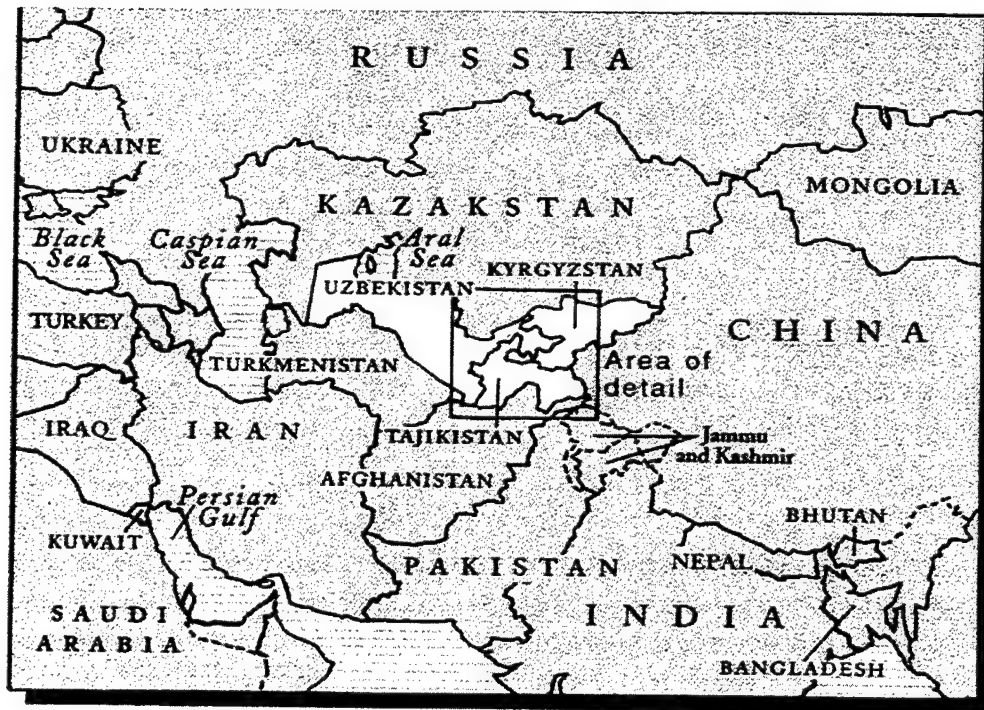 RUSSIA
UKRAINE
MONGOLIA
KAZAKSTAN
Black
Sea
Caspian
Sea
Aral
Sea
KYRGYZSTAN
UZBEKISTAN
TURKEY
CHINA
TURKMENISTAN
Area of
detail
IRAQ
IRAN
TAJIKISTAN
Jammu
and Kashmir
AFGHANISTAN
Persian
Gulf
BHUTAN
KUWAIT
PAKISTAN
NEPAL
SAUDI
ARABIA
INDIA
BANGLADESH